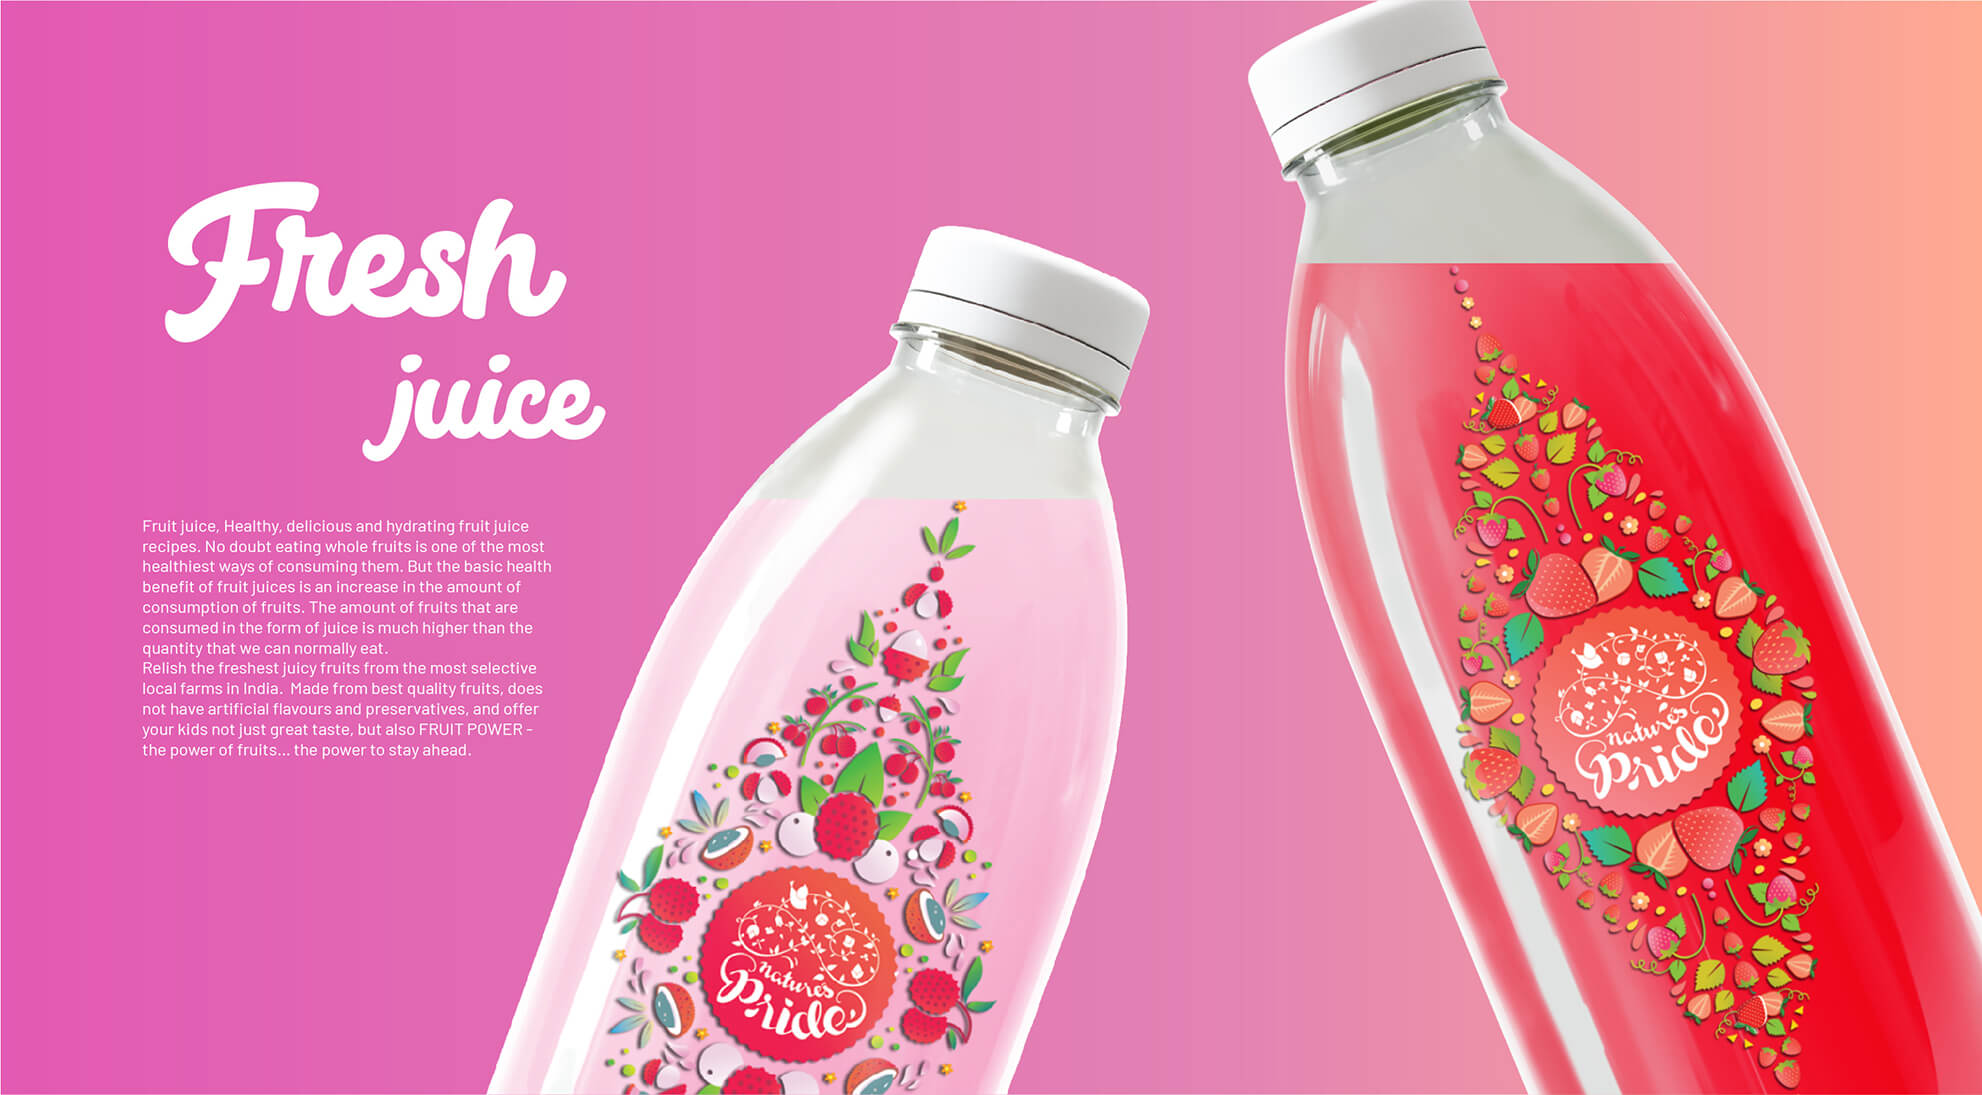 Fresh
juice
Fruit juice, Healthy, delicious and hydrating fruit juice
recipes. No doubt eating whole fruits is one of the most
healthiest ways of consuming them. But the basic health
benefit of fruit juices is an increase in the amount of
consumption of fruits. The amount of fruits that are
consumed in the form of juice is much higher than the
quantity that we can normally eat.
Relish the freshest juicy fruits from the most selective
local farms in India.  Made from best quality fruits, does
not have artificial flavours and preservatives, and offer
your kids not just great taste, but also FRUIT POWER -
the power of fruits... the power to stay ahead.
nature's
Pride
nature's
Pride